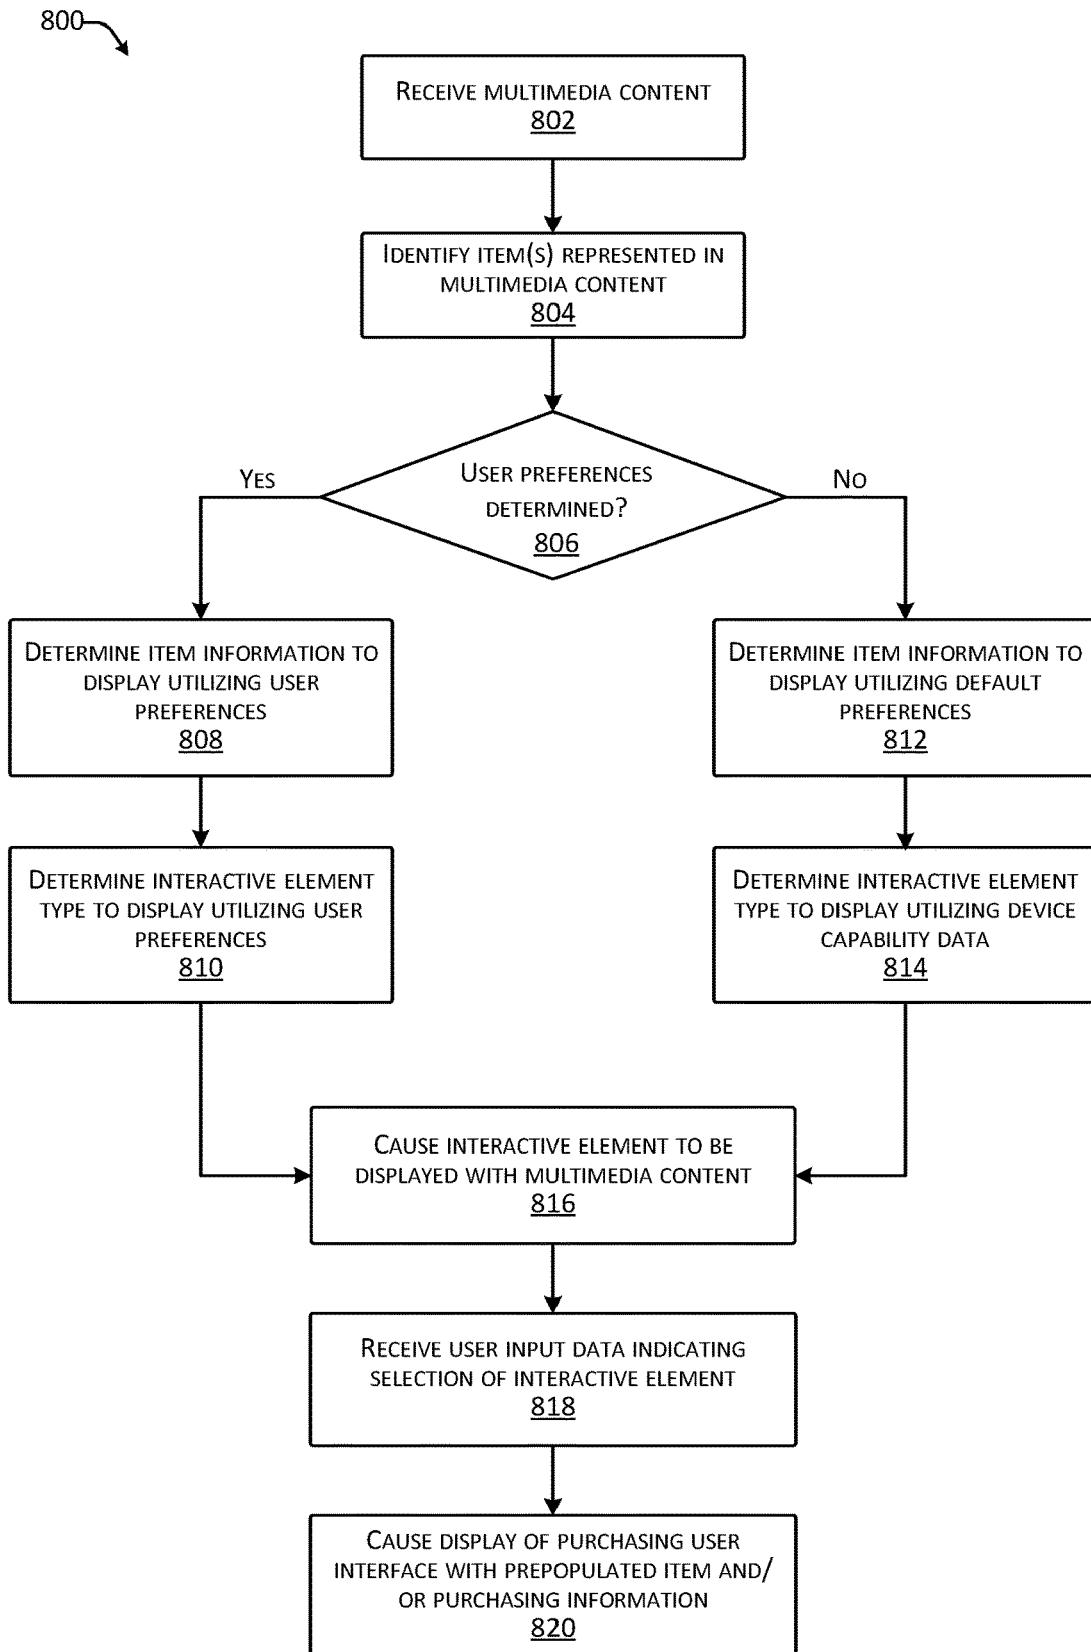 800
RECEIVE MULTIMEDIA CONTENT
802
IDENTIFY ITEM(S) REPRESENTED IN
MULTIMEDIA CONTENT
804
USER PREFERENCES
DETERMINED?
806
YES
NO
DETERMINE ITEM INFORMATION TO
DISPLAY UTILIZING USER
PREFERENCES
808
DETERMINE ITEM INFORMATION TO
DISPLAY UTILIZING DEFAULT
PREFERENCES
812
DETERMINE INTERACTIVE ELEMENT
TYPE TO DISPLAY UTILIZING USER
PREFERENCES
810
DETERMINE INTERACTIVE ELEMENT
TYPE TO DISPLAY UTILIZING DEVICE
CAPABILITY DATA
814
CAUSE INTERACTIVE ELEMENT TO BE
DISPLAYED WITH MULTIMEDIA CONTENT
816
RECEIVE USER INPUT DATA INDICATING
SELECTION OF INTERACTIVE ELEMENT
818
CAUSE DISPLAY OF PURCHASING USER
INTERFACE WITH PREPOPULATED ITEM AND/
OR PURCHASING INFORMATION
820